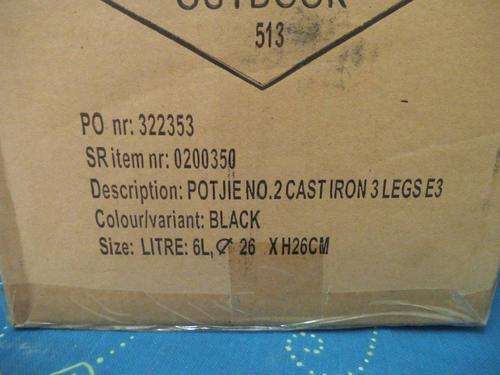 OUTDOOR
513
PO nr: 322353
SR item nr: 0200350
Description: POTJIE NO.2 CAST IRON 3 LEGS E3
Colour/variant: BLACK
Size: LITRE: 6L, Ø 26 X H26CM